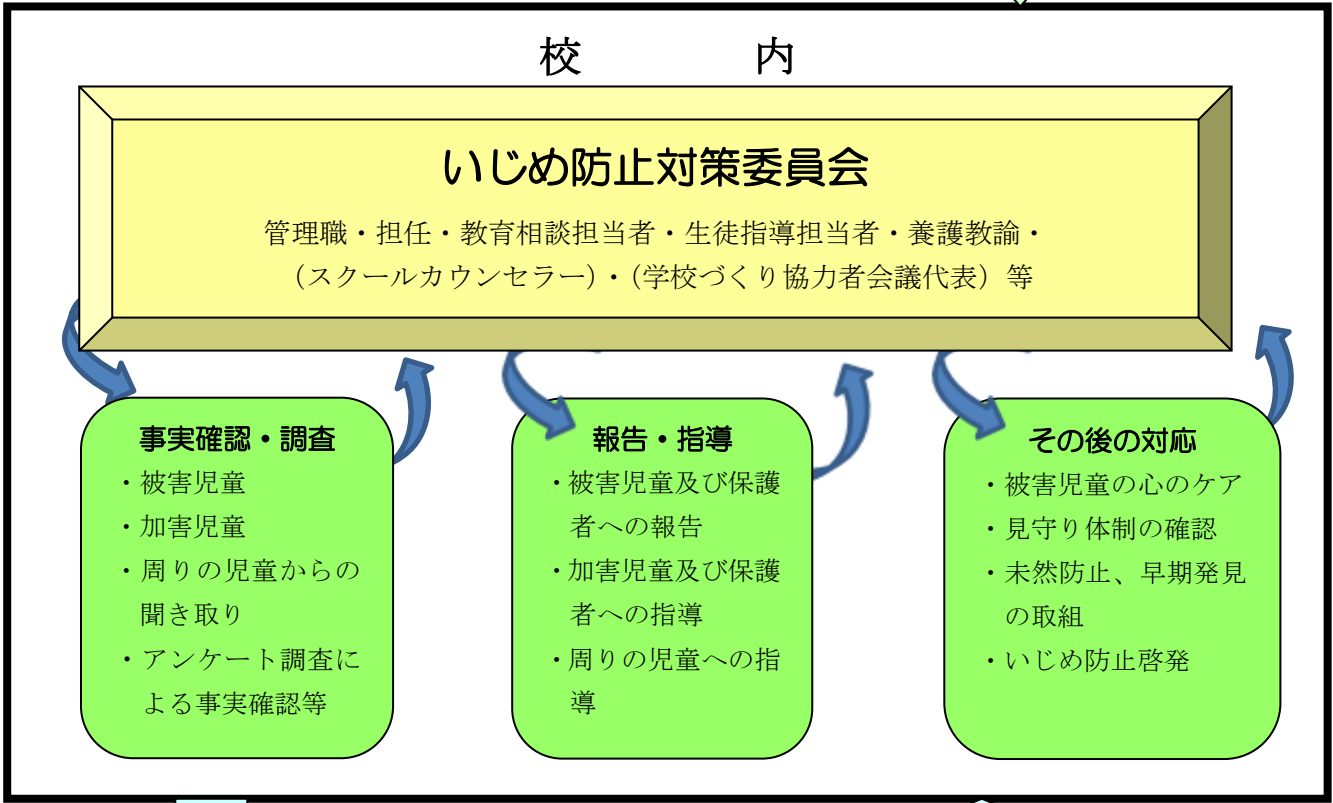 校　　　　内
いじめ防止対策委員会
管理職・担任・教育相談担当者・生徒指導担当者・養護教諭・
（スクールカウンセラー）・（学校づくり協力者会議代表）等
事実確認・調査
・被害児童
・加害児童
・周りの児童からの
聞き取り
・アンケート調査に
よる事実確認等
報告・指導
・被害児童及び保護
者への報告
・加害児童及び保護
者への指導
・周りの児童への指
導
その後の対応
・被害児童の心のケア
・見守り体制の確認
・未然防止、早期発見
の取組
・いじめ防止啓発